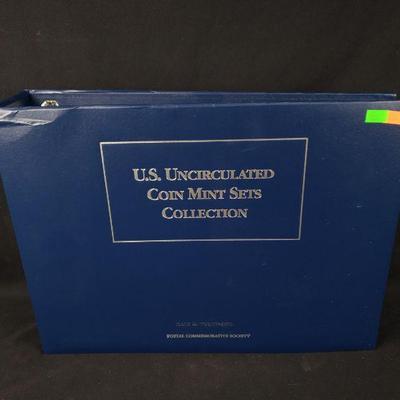 U.S. UNCIRCULATED
COIN MINT SETS
COLLECTION
POSTAL COMMEMORATIVE SOCIETY